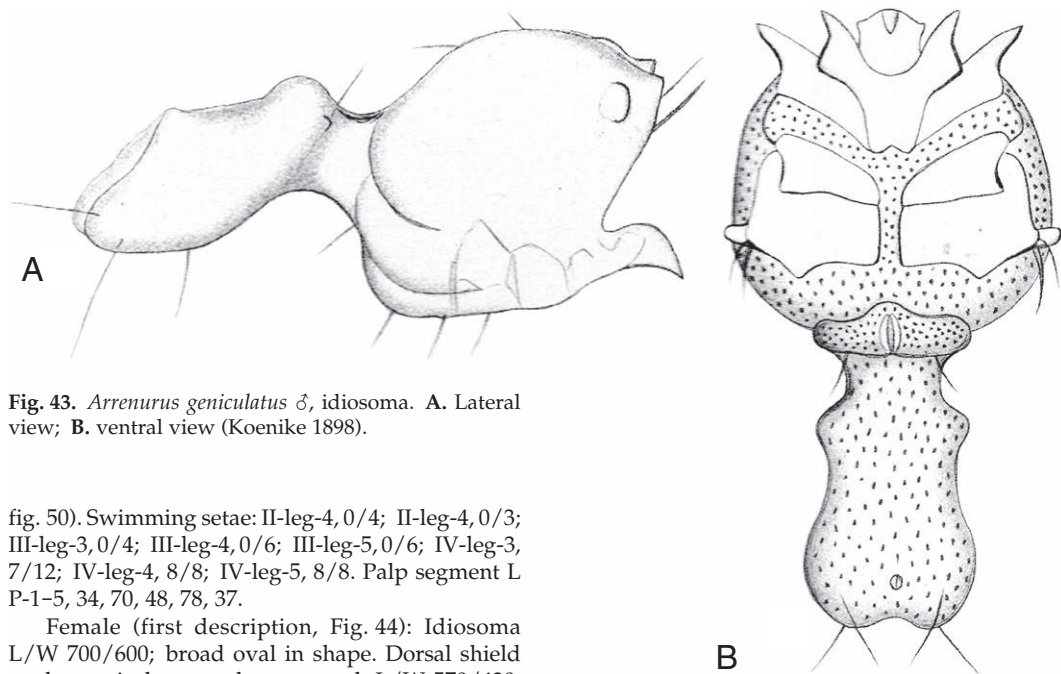 A
B
Fig. 43. Arrenurus geniculatus ♂, idiosoma. A. Lateral
view; B. ventral view (Koenike 1898).
fig. 50). Swimming setae: II-leg-4, 0/4; II-leg-4, 0/3;
III-leg-3, 0/4; III-leg-4, 0/6; III-leg-5, 0/6; IV-leg-3,
7/12; IV-leg-4, 8/8; IV-leg-5, 8/8. Palp segment L
P-1–5, 34, 70, 48, 78, 37.
Female (first description, Fig. 44): Idiosoma
L/W 700/600; broad oval in shape. Dorsal shield